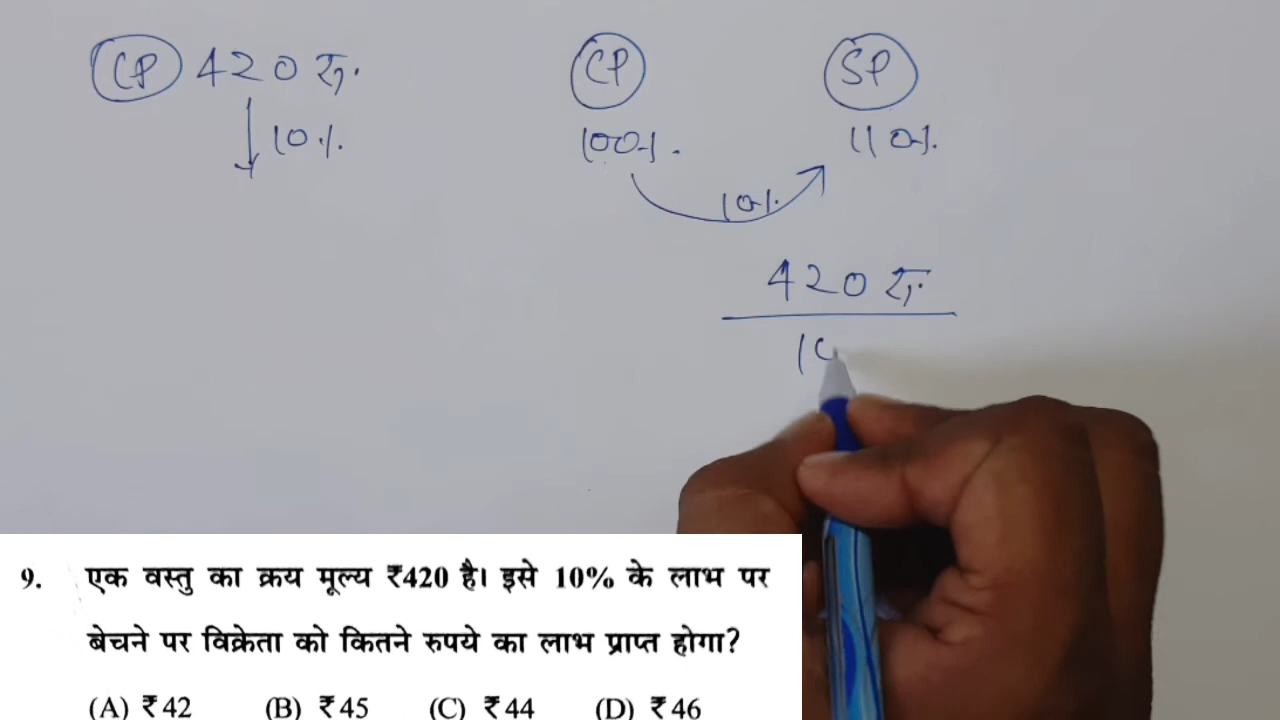 CP 420 रु. CP SP
10% 100%. 110%
10%
420 रु.
10
9. एक वस्तु का क्रय मूल्य ₹420 है। इसे 10% के लाभ पर
बेचने पर विक्रेता को कितने रुपये का लाभ प्राप्त होगा?
(A) ₹42 (B) ₹45 (C) ₹44 (D) ₹46